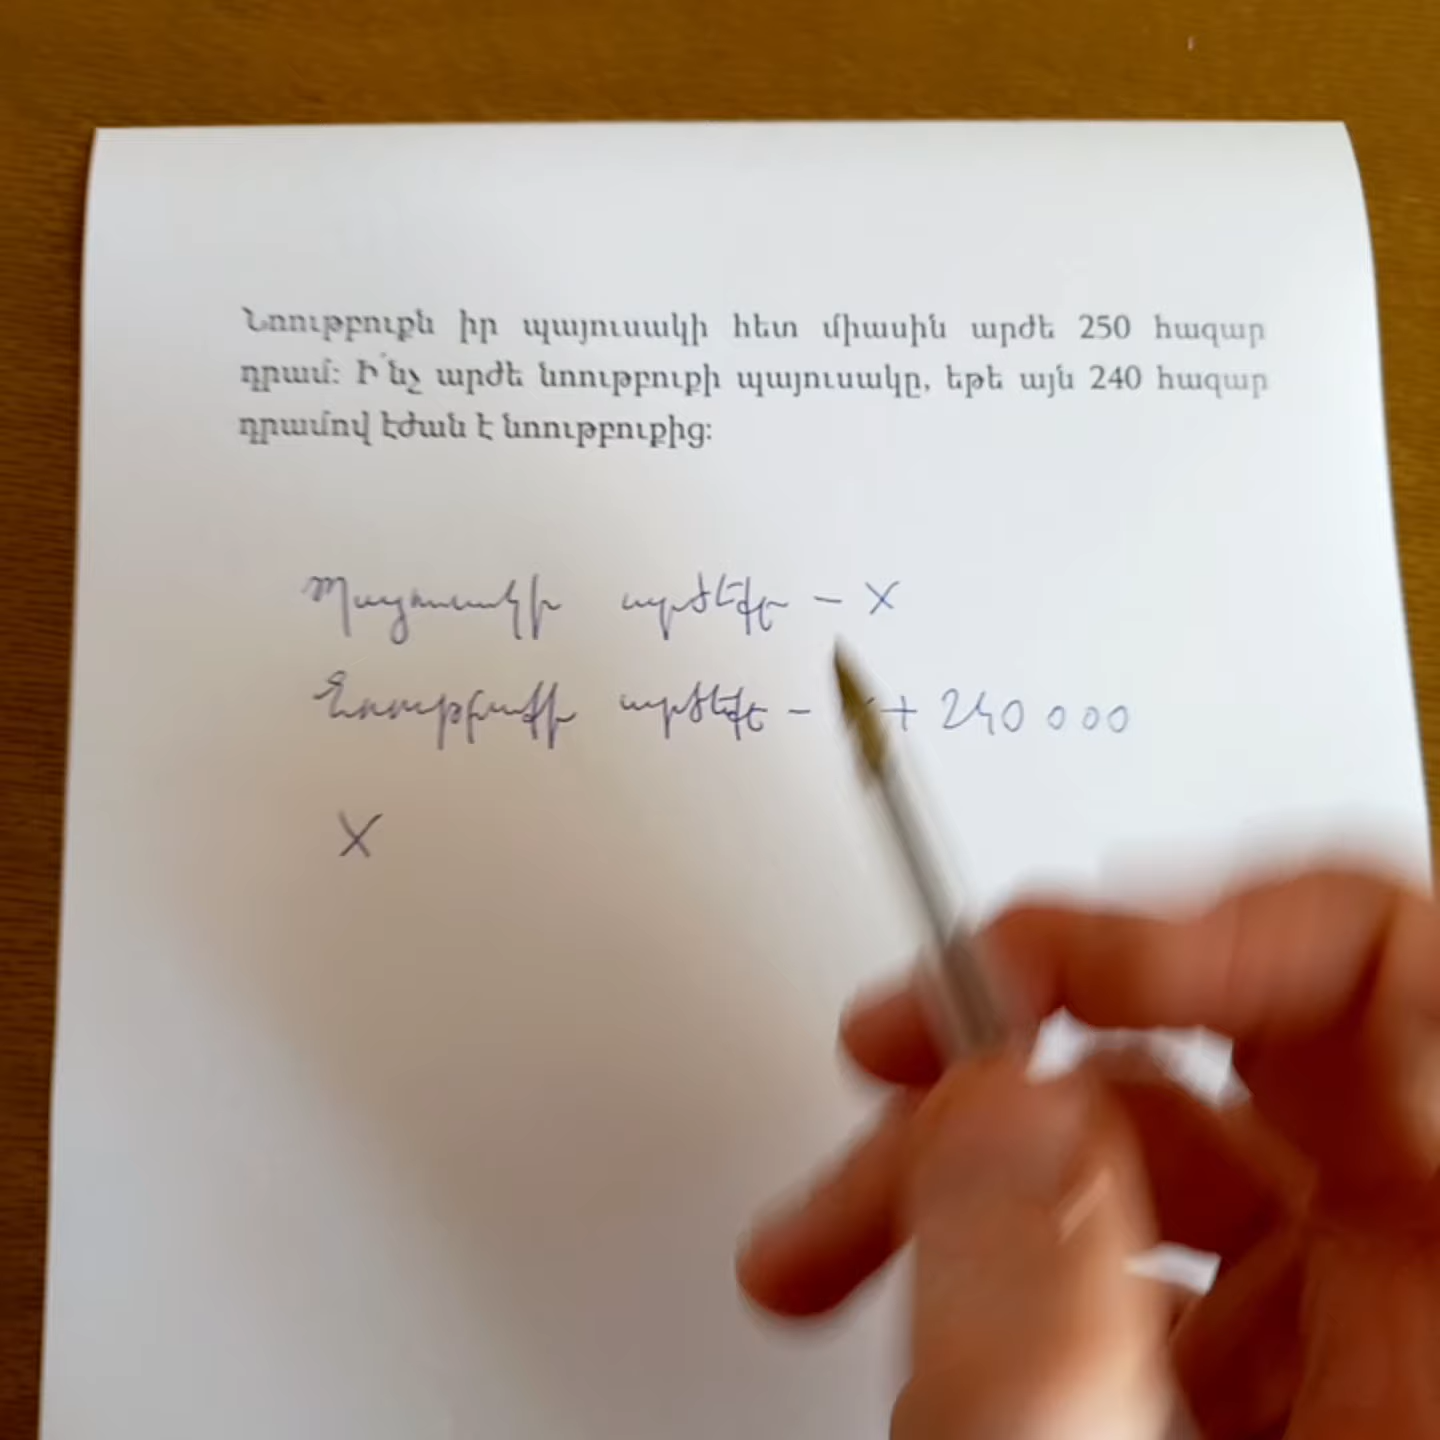 Նոութբուքն իր պայուսակի հետ միասին արժե 250 հազար
դրամ: Ի՞նչ արժե նոութբուքի պայուսակը, եթե այն 240 հազար
դրամով էժան է նոութբուքից:
Պայուսակի արժեքը – x
Նոութբուքի արժեքը – x + 240 000
x